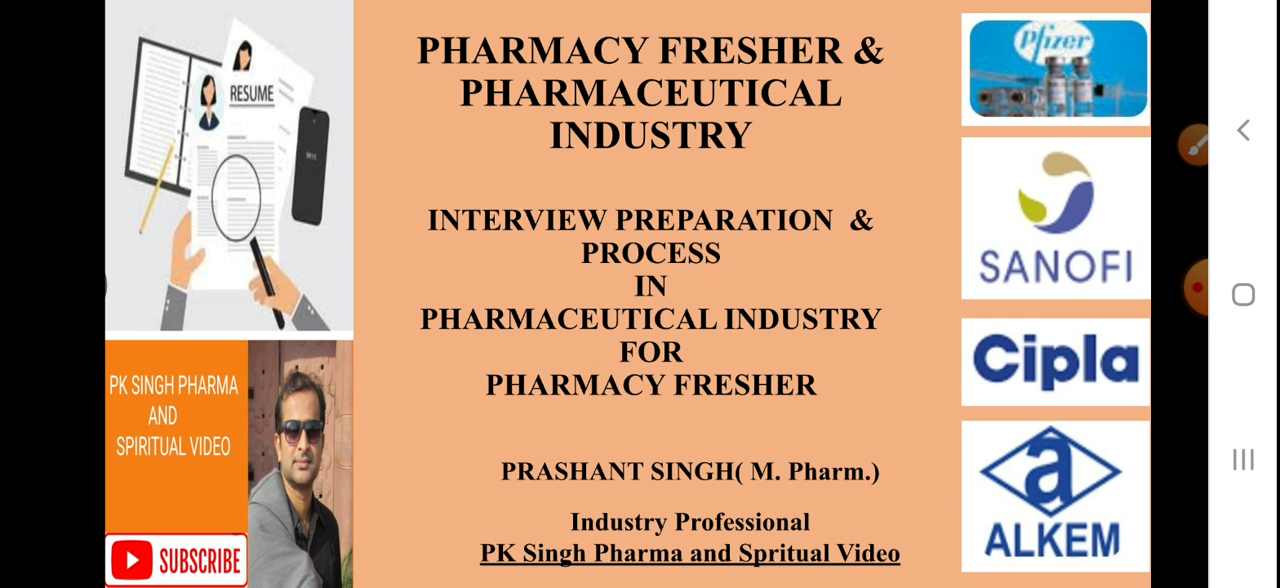 RESUME
PHARMACY FRESHER &
PHARMACEUTICAL
INDUSTRY
INTERVIEW PREPARATION & 
PROCESS
IN
PHARMACEUTICAL INDUSTRY
FOR
PHARMACY FRESHER
PRASHANT SINGH( M. Pharm.)
Industry Professional
PK Singh Pharma and Spritual Video
PK SINGH PHARMA
AND
SPIRITUAL VIDEO
SUBSCRIBE
Pfizer
SANOFI
Cipla
a
ALKEM